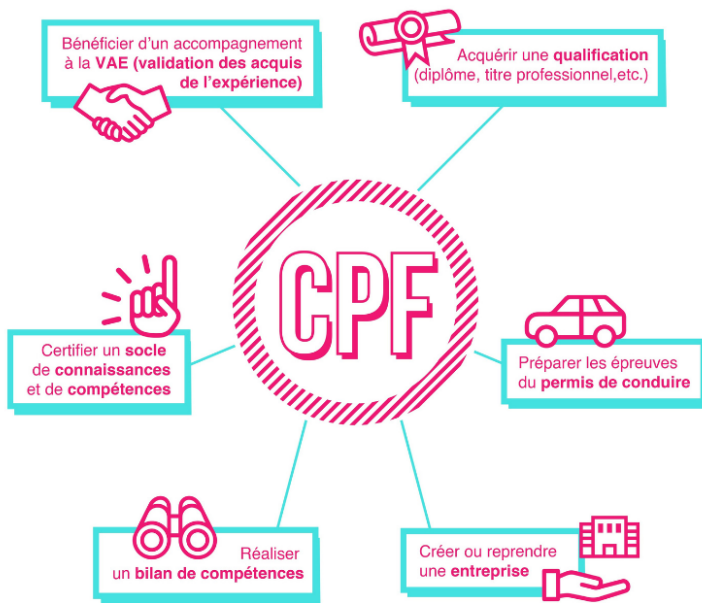 Bénéficier d'un accompagnement
à la VAE (validation des acquis
de l'expérience)
Acquérir une qualification
(diplôme, titre professionnel,etc.)
CPF
Certifier un socle
de connaissances
et de compétences
Préparer les épreuves
du permis de conduire
Réaliser
un bilan de compétences
Créer ou reprendre
une entreprise